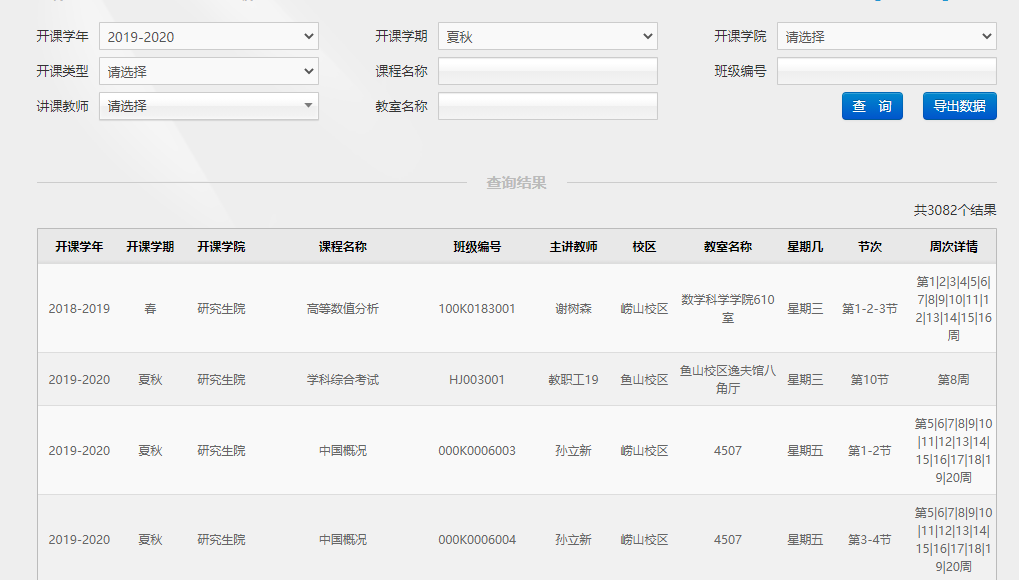 开课学年 2019-2020 开课学期 夏秋 开课学院 请选择
开课类型 请选择 课程名称 班级编号
讲课教师 请选择 教室名称 查 询 导出数据
查询结果
共3082个结果
开课学年 开课学期 开课学院 课程名称 班级编号 主讲教师 校区 教室名称 星期几 节次 周次详情
2018-2019 春 研究生院 高等数值分析 100K0183001 谢树森 崂山校区 数学科学学院610
室 星期三 第1-2-3节 第1|2|3|4|5|6|
7|8|9|10|11|1
2|13|14|15|16
周
2019-2020 夏秋 研究生院 学科综合考试 HJ003001 教职工19 鱼山校区 鱼山校区逸夫馆八
角厅 星期三 第10节 第8周
2019-2020 夏秋 研究生院 中国概况 000K0006003 孙立新 崂山校区 4507 星期五 第1-2节 第5|6|7|8|9|10
|11|12|13|14|
15|16|17|18|1
9|20周
2019-2020 夏秋 研究生院 中国概况 000K0006004 孙立新 崂山校区 4507 星期五 第3-4节 第5|6|7|8|9|10
|11|12|13|14|
15|16|17|18|1
9|20周